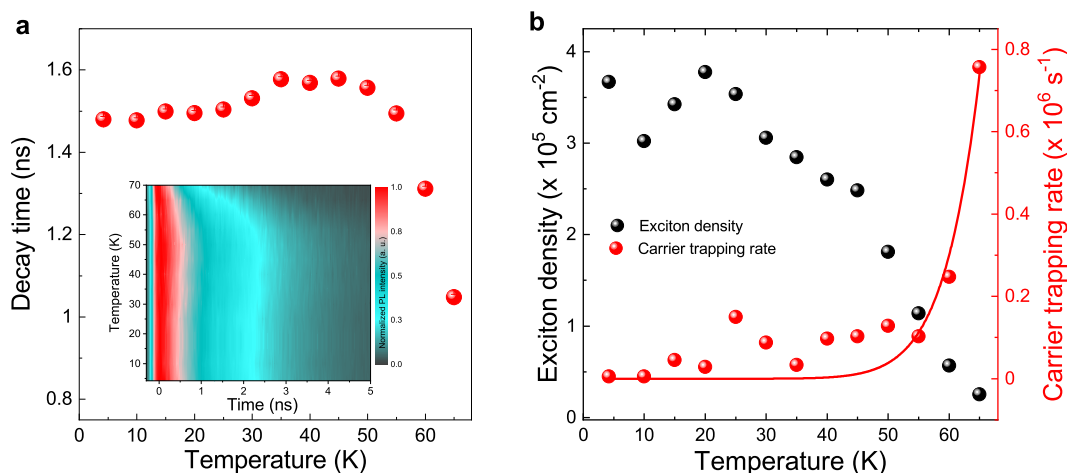 a
Decay time (ns)
1.6
1.4
1.2
1
0.8
0 10 20 30 40 50 60
Temperature (K)
Temperature (K)
70
60
50
40
30
20
10
0 1 2 3 4 5
Time (ns)
Normalized PL intensity (a. u.)
1.0
0.8
0.5
0.3
0.0
b
Exciton density (x 10⁵ cm⁻²)
4
3
2
1
0
Exciton density
Carrier trapping rate
0 10 20 30 40 50 60
Temperature (K)
0.8
0.6
0.4
0.2
0
Carrier trapping rate (x 10⁶ s⁻¹)